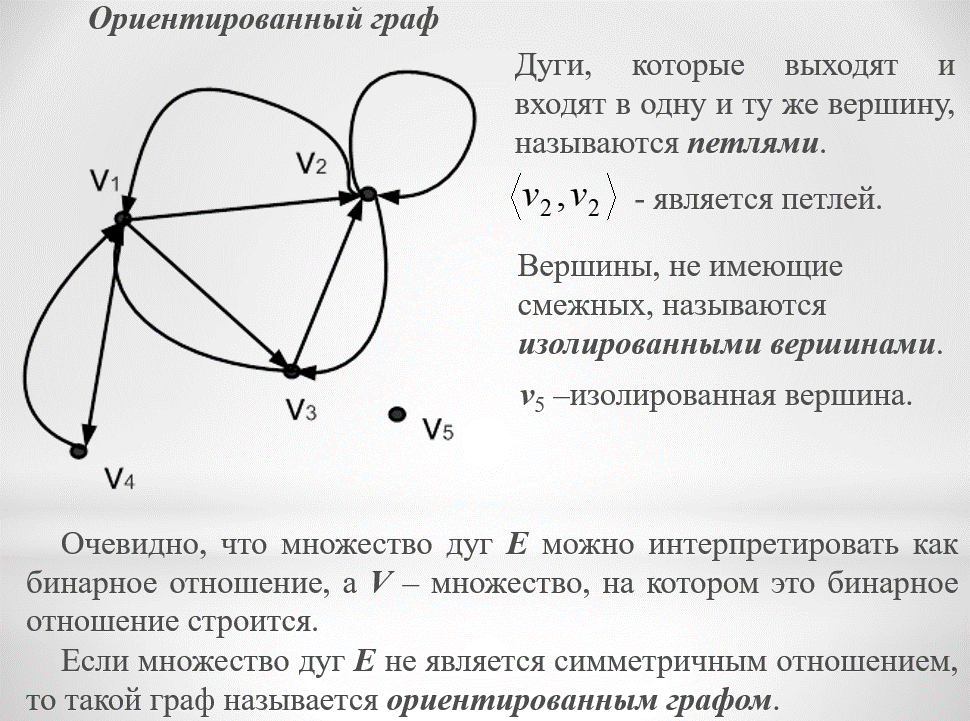 Ориентированный граф
Дуги, которые выходят и
входят в одну и ту же вершину,
называются петлями.
⟨v2, v2⟩ - является петлей.
Вершины, не имеющие
смежных, называются
изолированными вершинами.
v5 –изолированная вершина.
V1
V2
V3
V5
V4
Очевидно, что множество дуг E можно интерпретировать как
бинарное отношение, а V – множество, на котором это бинарное
отношение строится.
Если множество дуг E не является симметричным отношением,
то такой граф называется ориентированным графом.